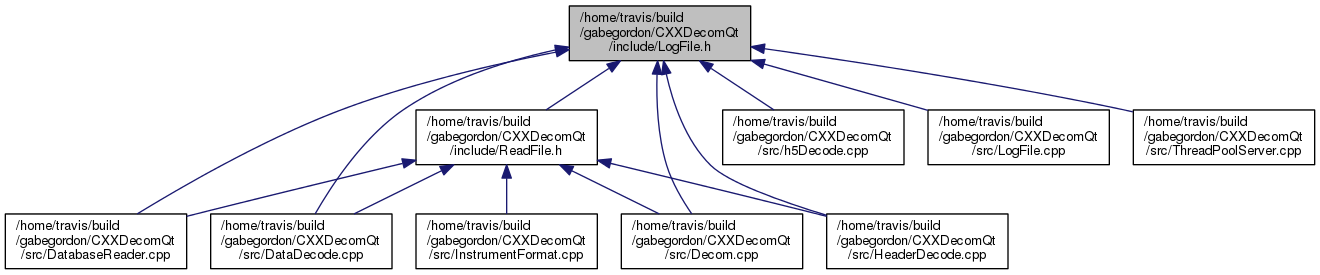 /home/travis/build
/gabegordon/CXXDecomQt
/include/LogFile.h
/home/travis/build
/gabegordon/CXXDecomQt
/include/ReadFile.h
/home/travis/build
/gabegordon/CXXDecomQt
/src/h5Decode.cpp
/home/travis/build
/gabegordon/CXXDecomQt
/src/LogFile.cpp
/home/travis/build
/gabegordon/CXXDecomQt
/src/ThreadPoolServer.cpp
/home/travis/build
/gabegordon/CXXDecomQt
/src/DatabaseReader.cpp
/home/travis/build
/gabegordon/CXXDecomQt
/src/DataDecode.cpp
/home/travis/build
/gabegordon/CXXDecomQt
/src/InstrumentFormat.cpp
/home/travis/build
/gabegordon/CXXDecomQt
/src/Decom.cpp
/home/travis/build
/gabegordon/CXXDecomQt
/src/HeaderDecode.cpp